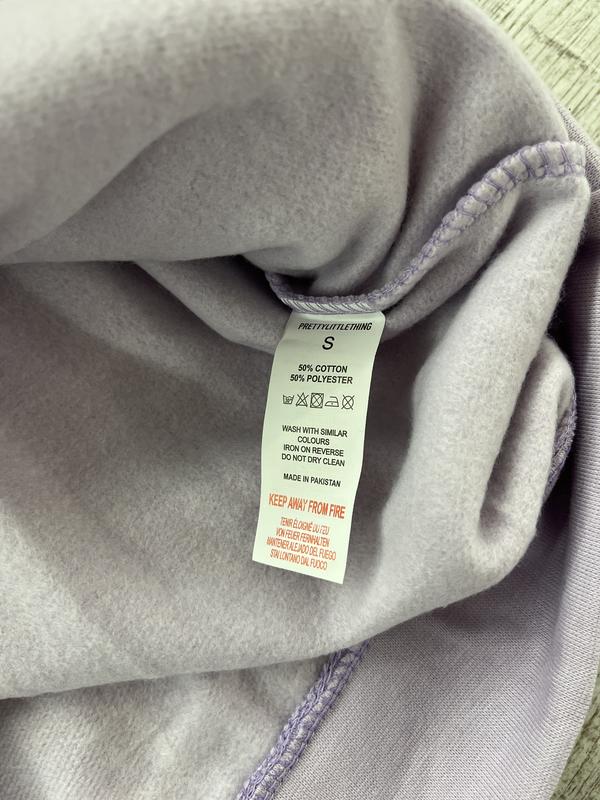 PRETTYLITTLETHING
S
50% COTTON
50% POLYESTER
WASH WITH SIMILAR
COLOURS
IRON ON REVERSE
DO NOT DRY CLEAN
MADE IN PAKISTAN
KEEP AWAY FROM FIRE
TENIR ÉLOIGNÉ DU FEU
VON FEUER FERNHALTEN
MANTENER ALEJADO DEL FUEGO
STAI LONTANO DAL FUOCO